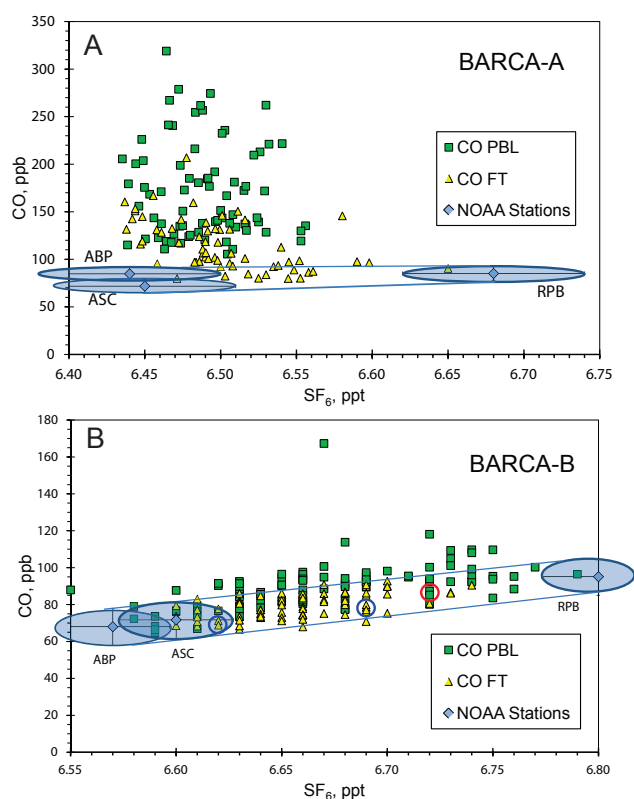 A
BARCA-A
CO, ppb
350
300
250
200
150
100
50
0
CO PBL
CO FT
NOAA Stations
ABP
ASC
RPB
6.40 6.45 6.50 6.55 6.60 6.65 6.70 6.75
SF6, ppt
B
BARCA-B
CO, ppb
180
160
140
120
100
80
60
40
20
0
ABP
ASC
RPB
CO PBL
CO FT
NOAA Stations
6.55 6.60 6.65 6.70 6.75 6.80
SF6, ppt